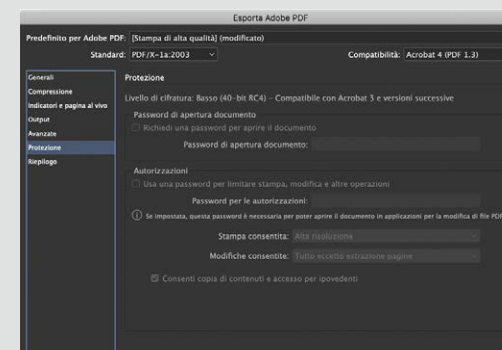 Esporta Adobe PDF
Predefinito per Adobe PDF: [Stampa di alta qualità] (modificato)
Standard: PDF/X-1a:2003 Compatibilità: Acrobat 4 (PDF 1.3)
Generali
Compressione
Indicatori e pagina al vivo
Output
Avanzate
Protezione
Riepilogo
Protezione
Livello di cifratura: Basso (40-bit RC4) - Compatibile con Acrobat 3 e versioni successive
Password di apertura documento
Richiedi una password per aprire il documento
Password di apertura documento:
Autorizzazioni
Usa una password per limitare stampa, modifica e altre operazioni
Password per le autorizzazioni:
Se impostata, questa password è necessaria per poter aprire il documento in applicazioni per la modifica di file PDF
Stampa consentita: Alta risoluzione
Modifiche consentite: Tutto eccetto estrazione pagine
Consenti copia di contenuti e accesso per ipovedenti